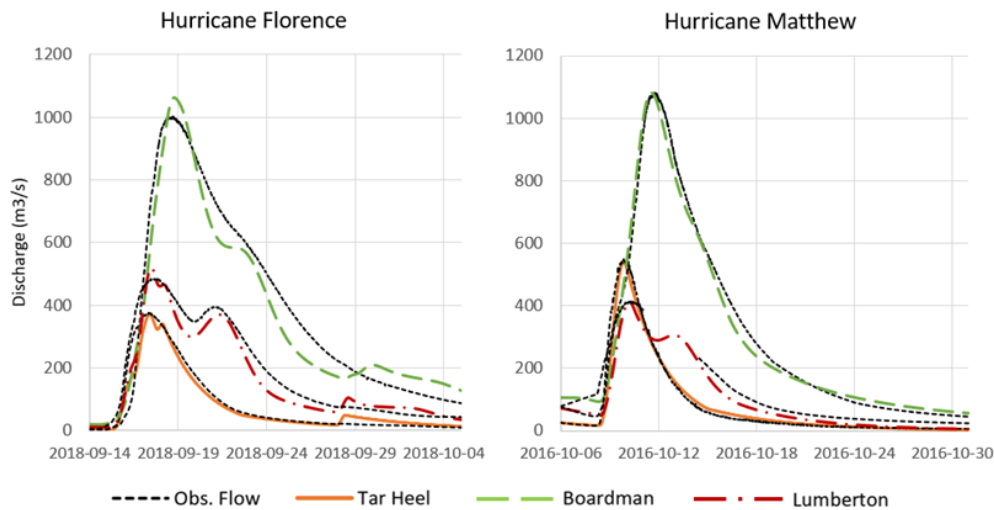 Hurricane Florence
Hurricane Matthew
Discharge (m3/s)
1200
1000
800
600
400
200
0
2018-09-14 2018-09-19 2018-09-24 2018-09-29 2018-10-04
1200
1000
800
600
400
200
0
2016-10-06 2016-10-12 2016-10-18 2016-10-24 2016-10-30
Obs. Flow Tar Heel Boardman Lumberton